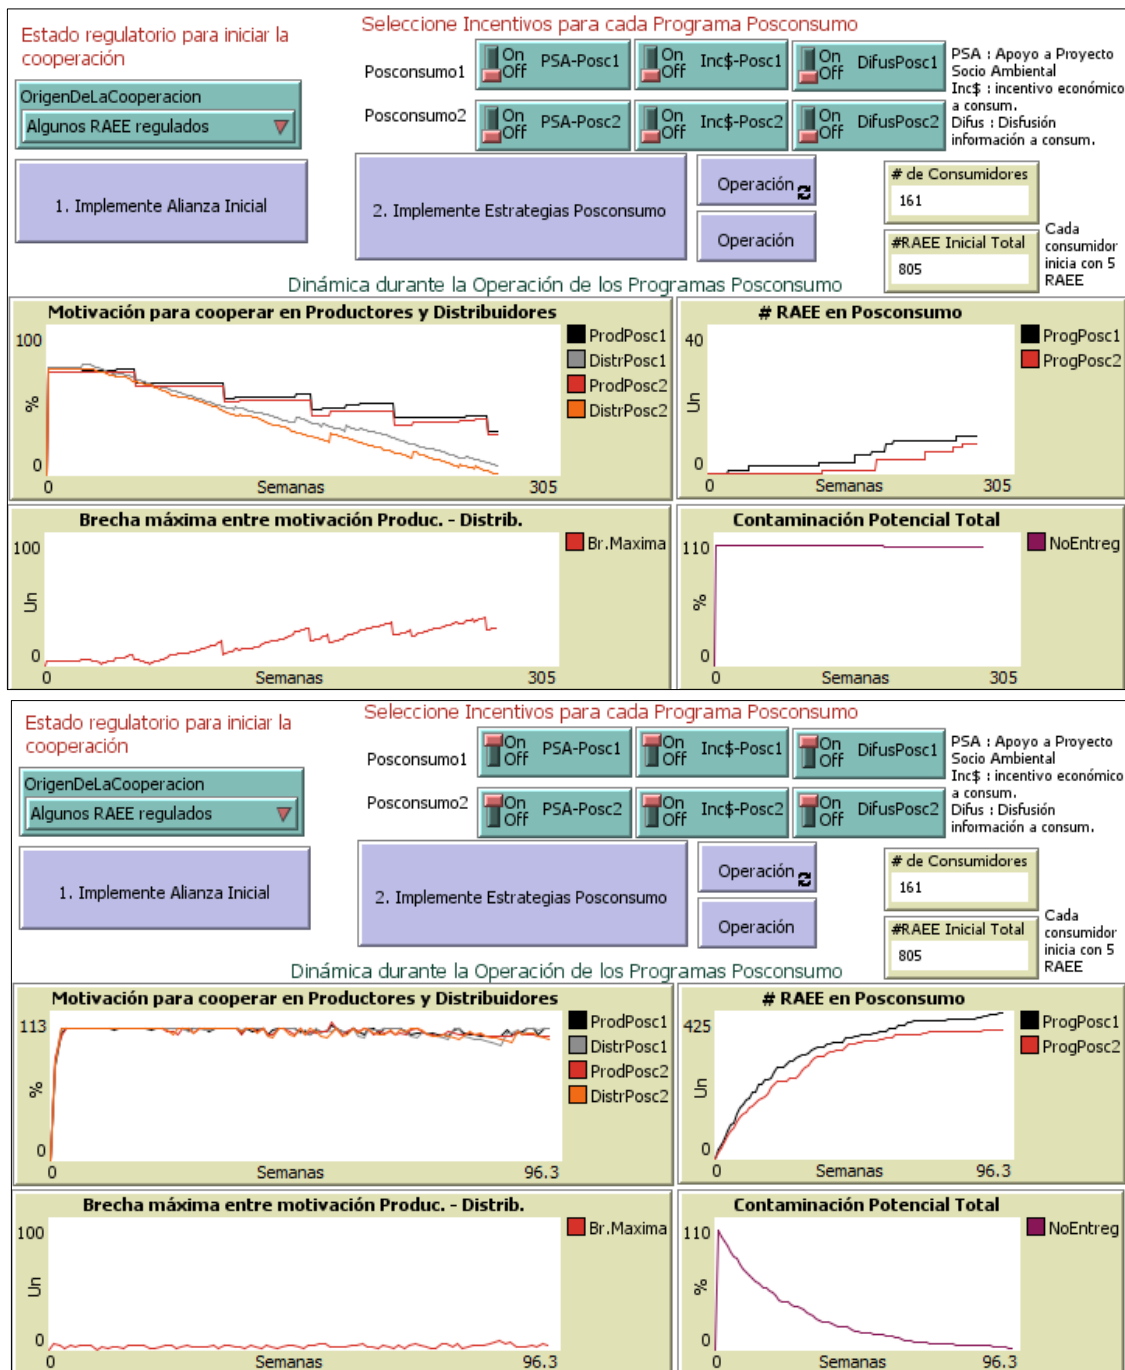 Estado regulatorio para iniciar la
cooperación
Seleccione Incentivos para cada Programa Posconsumo
OrigenDeLaCooperacion
Algunos RAEE regulados
Posconsumo1
On
Off
PSA-Posc1
On
Off
Inc$-Posc1
On
Off
DifusPosc1
Posconsumo2
On
Off
PSA-Posc2
On
Off
Inc$-Posc2
On
Off
DifusPosc2
PSA : Apoyo a Proyecto
Socio Ambiental
Inc$ : incentivo económico
a consum.
Difus : Disfusión
información a consum.
1. Implemente Alianza Inicial
2. Implemente Estrategias Posconsumo
Operación
Operación
# de Consumidores
161
#RAEE Inicial Total
805
Cada
consumidor
inicia con 5
RAEE
Dinámica durante la Operación de los Programas Posconsumo
Motivación para cooperar en Productores y Distribuidores
100
%
0
0
Semanas
305
ProdPosc1
DistrPosc1
ProdPosc2
DistrPosc2
# RAEE en Posconsumo
40
Un
0
0
Semanas
305
ProgPosc1
ProgPosc2
Brecha máxima entre motivación Produc. - Distrib.
100
Un
0
0
Semanas
305
Br.Maxima
Contaminación Potencial Total
110
%
0
0
Semanas
305
NoEntreg
Estado regulatorio para iniciar la
cooperación
Seleccione Incentivos para cada Programa Posconsumo
OrigenDeLaCooperacion
Algunos RAEE regulados
Posconsumo1
On
Off
PSA-Posc1
On
Off
Inc$-Posc1
On
Off
DifusPosc1
Posconsumo2
On
Off
PSA-Posc2
On
Off
Inc$-Posc2
On
Off
DifusPosc2
PSA : Apoyo a Proyecto
Socio Ambiental
Inc$ : incentivo económico
a consum.
Difus : Disfusión
información a consum.
1. Implemente Alianza Inicial
2. Implemente Estrategias Posconsumo
Operación
Operación
# de Consumidores
161
#RAEE Inicial Total
805
Cada
consumidor
inicia con 5
RAEE
Dinámica durante la Operación de los Programas Posconsumo
Motivación para cooperar en Productores y Distribuidores
113
%
0
0
Semanas
96.3
ProdPosc1
DistrPosc1
ProdPosc2
DistrPosc2
# RAEE en Posconsumo
425
Un
0
0
Semanas
96.3
ProgPosc1
ProgPosc2
Brecha máxima entre motivación Produc. - Distrib.
100
Un
0
0
Semanas
96.3
Br.Maxima
Contaminación Potencial Total
110
%
0
0
Semanas
96.3
NoEntreg